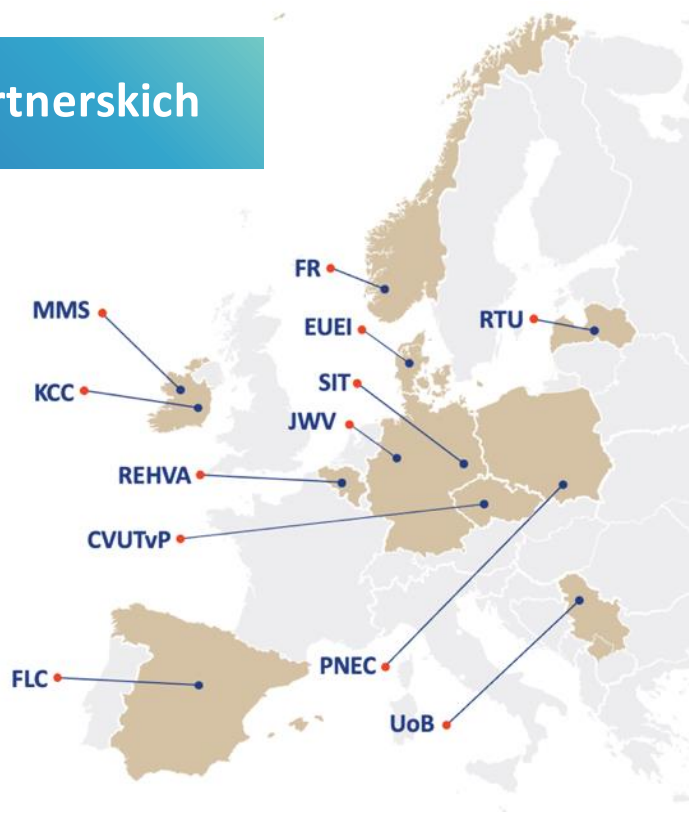 rtnerskich
FR
MMS
EUEI
RTU
SIT
KCC
JWV
REHVA
CVUTvP
PNEC
FLC
UoB